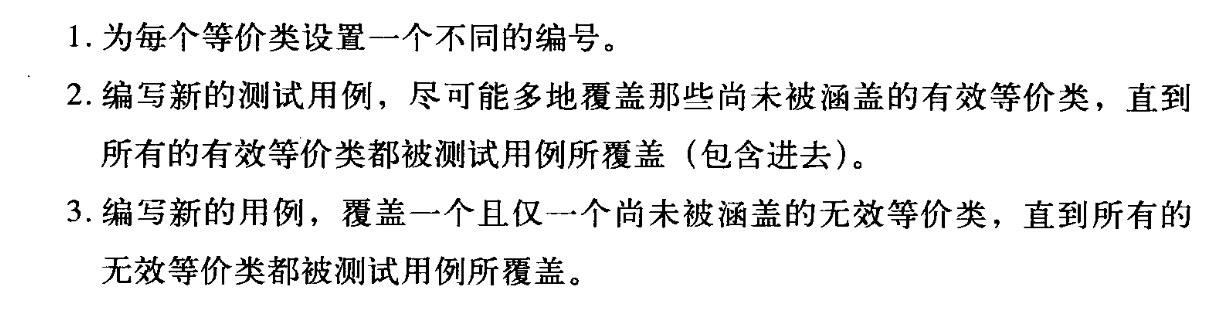 1. 为每个等价类设置一个不同的编号。
2. 编写新的测试用例，尽可能多地覆盖那些尚未被涵盖的有效等价类，直到
所有的有效等价类都被测试用例所覆盖（包含进去）。
3. 编写新的用例，覆盖一个且仅一个尚未被涵盖的无效等价类，直到所有的
无效等价类都被测试用例所覆盖。